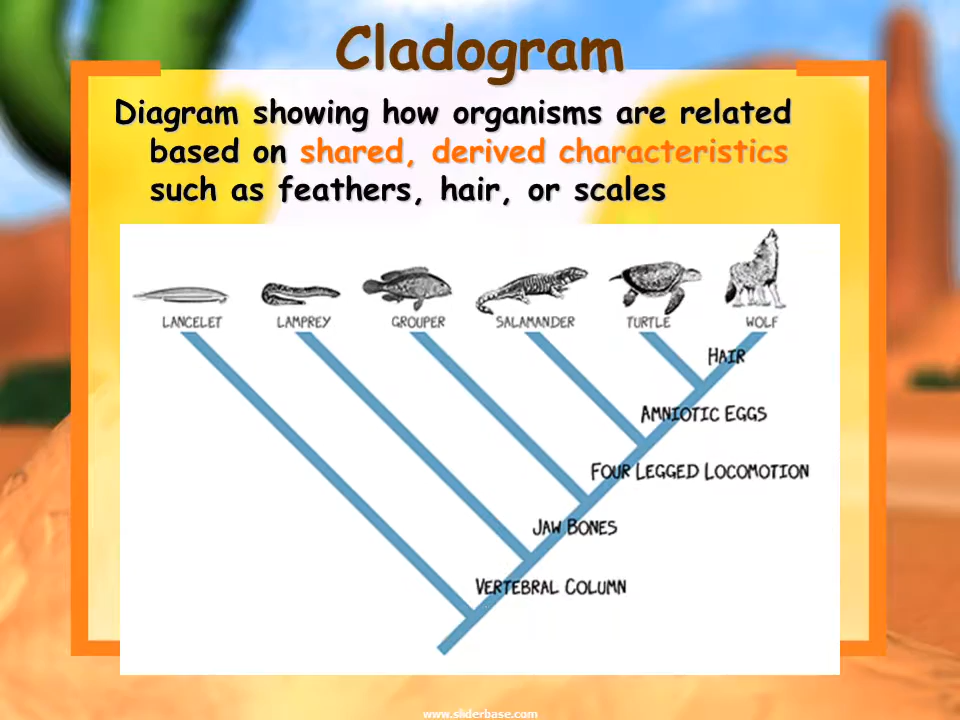 Cladogram
Diagram showing how organisms are related
based on shared, derived characteristics
such as feathers, hair, or scales
LANCELET LAMPREY GROUPER SALAMANDER TURTLE WOLF
HAIR
AMNIOTIC EGGS
FOUR LEGGED LOCOMOTION
JAW BONES
VERTEBRAL COLUMN
www.sliderbase.com